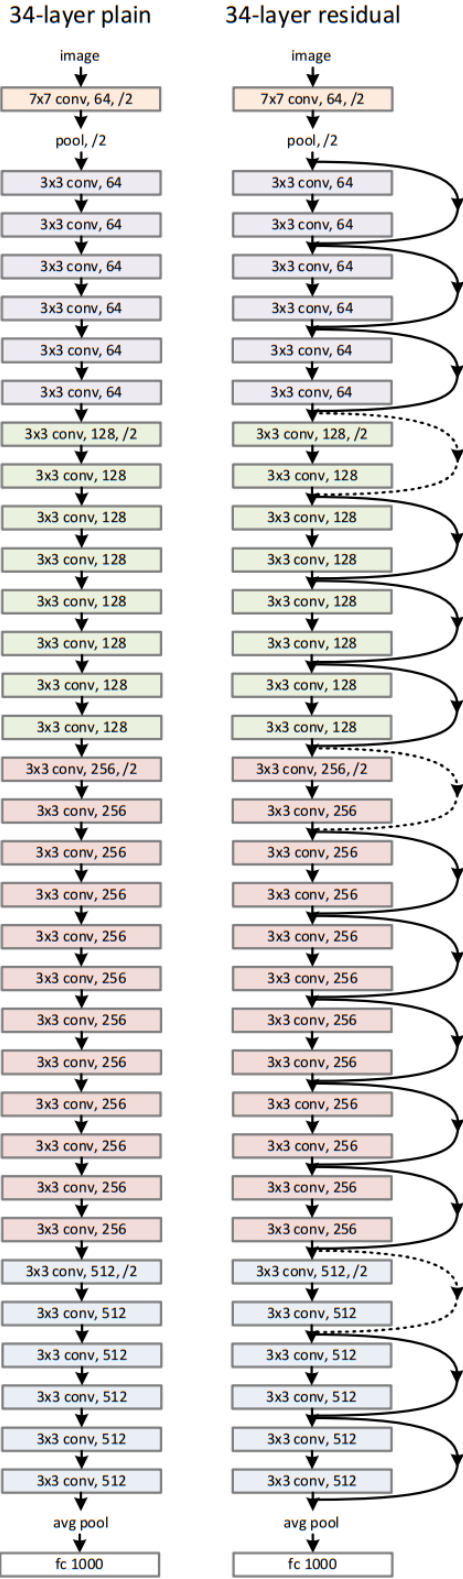 34-layer plain
image
7x7 conv, 64, /2
pool, /2
3x3 conv, 64
3x3 conv, 64
3x3 conv, 64
3x3 conv, 64
3x3 conv, 64
3x3 conv, 64
3x3 conv, 128, /2
3x3 conv, 128
3x3 conv, 128
3x3 conv, 128
3x3 conv, 128
3x3 conv, 128
3x3 conv, 128
3x3 conv, 128
3x3 conv, 256, /2
3x3 conv, 256
3x3 conv, 256
3x3 conv, 256
3x3 conv, 256
3x3 conv, 256
3x3 conv, 256
3x3 conv, 256
3x3 conv, 256
3x3 conv, 256
3x3 conv, 256
3x3 conv, 256
3x3 conv, 512, /2
3x3 conv, 512
3x3 conv, 512
3x3 conv, 512
3x3 conv, 512
3x3 conv, 512
avg pool
fc 1000
34-layer residual
image
7x7 conv, 64, /2
pool, /2
3x3 conv, 64
3x3 conv, 64
3x3 conv, 64
3x3 conv, 64
3x3 conv, 64
3x3 conv, 64
3x3 conv, 128, /2
3x3 conv, 128
3x3 conv, 128
3x3 conv, 128
3x3 conv, 128
3x3 conv, 128
3x3 conv, 128
3x3 conv, 128
3x3 conv, 256, /2
3x3 conv, 256
3x3 conv, 256
3x3 conv, 256
3x3 conv, 256
3x3 conv, 256
3x3 conv, 256
3x3 conv, 256
3x3 conv, 256
3x3 conv, 256
3x3 conv, 256
3x3 conv, 256
3x3 conv, 512, /2
3x3 conv, 512
3x3 conv, 512
3x3 conv, 512
3x3 conv, 512
3x3 conv, 512
avg pool
fc 1000